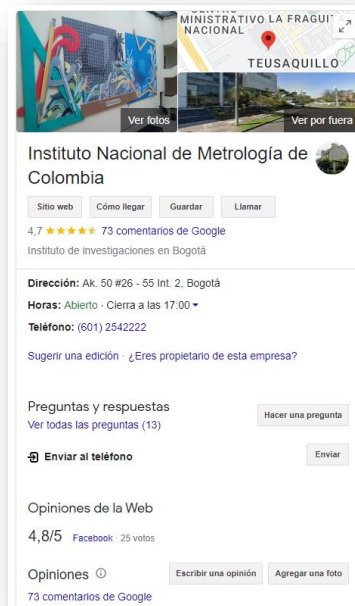 MINISTRATIVO LA FRAGUIT
NACIONAL
TEUSAQUILLO
Ver fotos
Ver por fuera
Instituto Nacional de Metrología de
Colombia
Sitio web
Cómo llegar
Guardar
Llamar
4,7 ★★★★★ 73 comentarios de Google
Instituto de investigaciones en Bogotá
Dirección: Ak. 50 #26 - 55 Int. 2, Bogotá
Horas: Abierto · Cierra a las 17:00
Teléfono: (601) 2542222
Sugerir una edición · ¿Eres propietario de esta empresa?
Preguntas y respuestas
Hacer una pregunta
Ver todas las preguntas (13)
Enviar al teléfono
Enviar
Opiniones de la Web
4,8/5 Facebook · 25 votos
Opiniones
Escribir una opinión
Agregar una foto
73 comentarios de Google